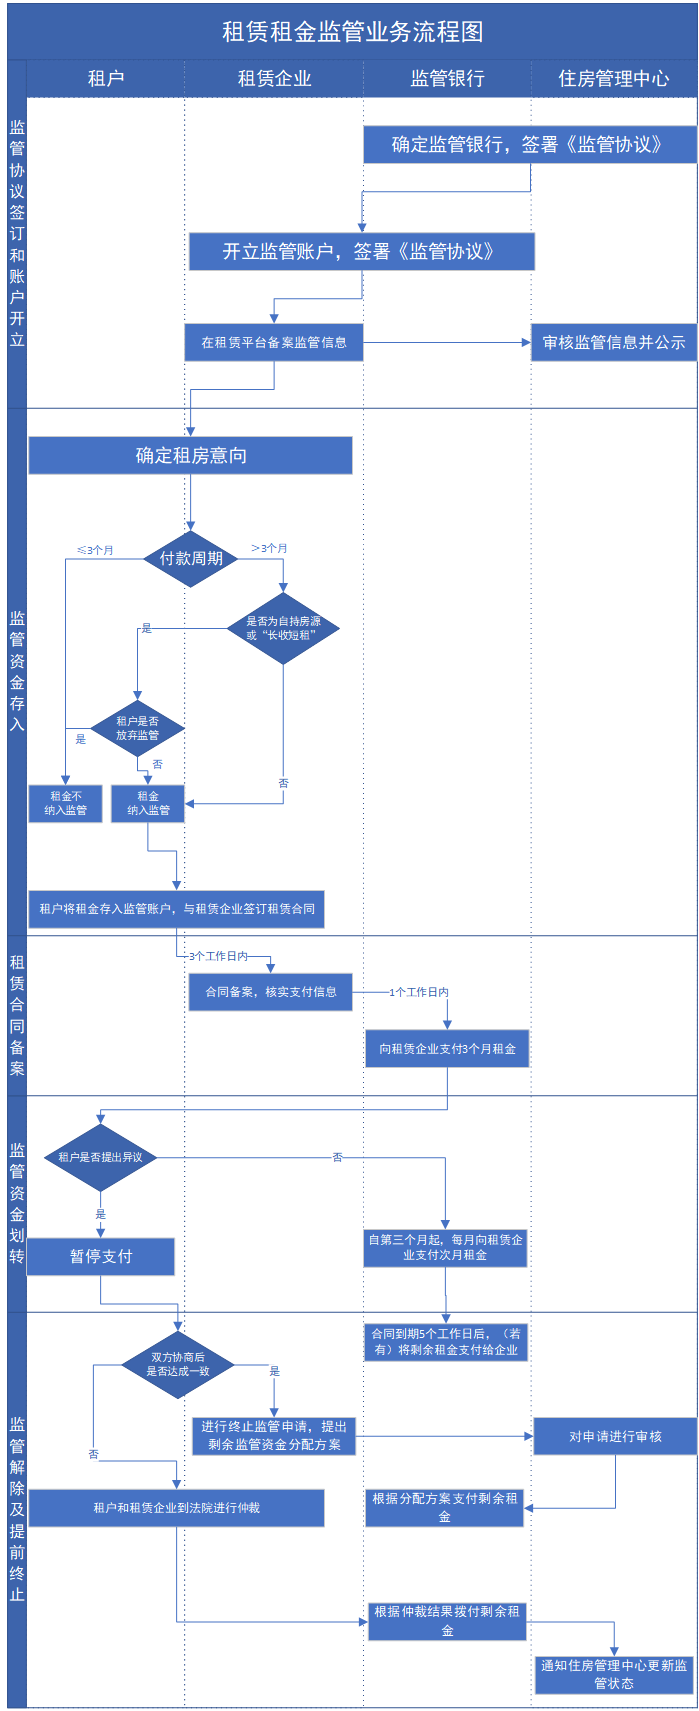 租赁租金监管业务流程图
租户
租赁企业
监管银行
住房管理中心
监管协议签订和账户开立
确定监管银行，签署《监管协议》
开立监管账户，签署《监管协议》
在租赁平台备案监管信息
审核监管信息并公示
监管资金存入
确定租房意向
付款周期
≤3个月
>3个月
是否为自持房源
或“长收短租”
是
租户是否
放弃监管
是
否
否
租金不
纳入监管
租金
纳入监管
租户将租金存入监管账户，与租赁企业签订租赁合同
租赁合同备案
3个工作日内
合同备案，核实支付信息
1个工作日内
向租赁企业支付3个月租金
监管资金划转
租户是否提出异议
否
是
自第三个月起，每月向租赁企
业支付次月租金
暂停支付
监管解除及提前终止
合同到期5个工作日后，（若
有）将剩余租金支付给企业
双方协商后
是否达成一致
是
进行终止监管申请，提出
剩余监管资金分配方案
对申请进行审核
否
租户和租赁企业到法院进行仲裁
根据分配方案支付剩余租
金
根据仲裁结果拨付剩余租
金
通知住房管理中心更新监
管状态